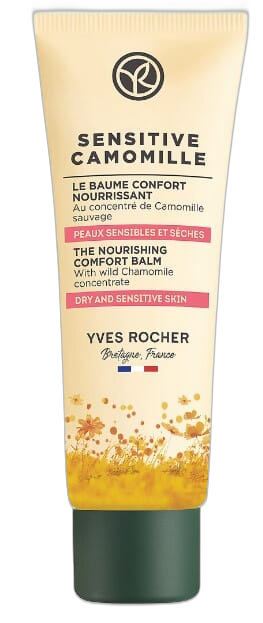 SENSITIVE
CAMOMILLE
LE BAUME CONFORT
NOURRISSANT
Au concentré de Camomille
sauvage
PEAUX SENSIBLES ET SÈCHES
THE NOURISHING
COMFORT BALM
With wild Chamomile
concentrate
DRY AND SENSITIVE SKIN
YVES ROCHER
Bretagne, France